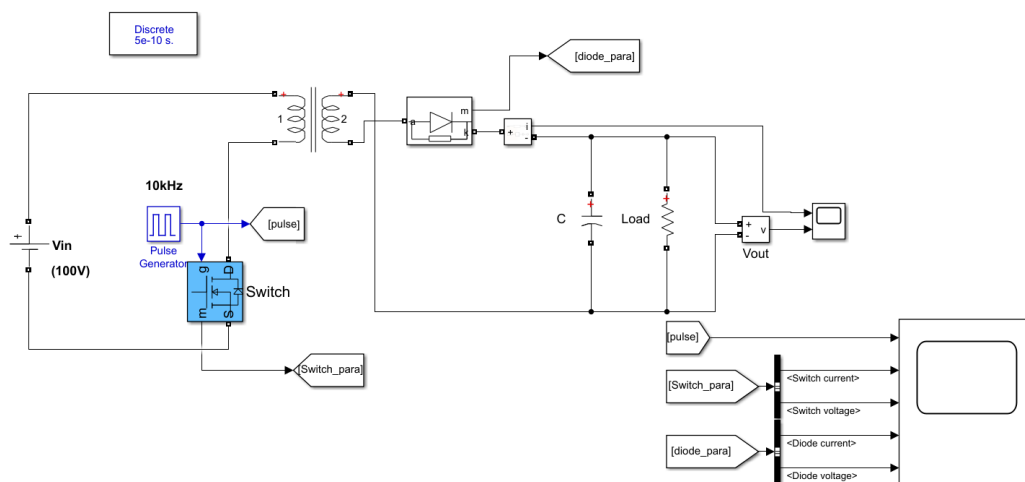 Discrete
5e-10 s.
[diode_para]
1
2
a
m
k
+
i
-
10kHz
[pulse]
Pulse
Generator
Vin
(100V)
g
D
m
S
Switch
C
Load
+
-
v
Vout
[Switch_para]
[pulse]
[Switch_para]
<Switch current>
<Switch voltage>
[diode_para]
<Diode current>
<Diode voltage>